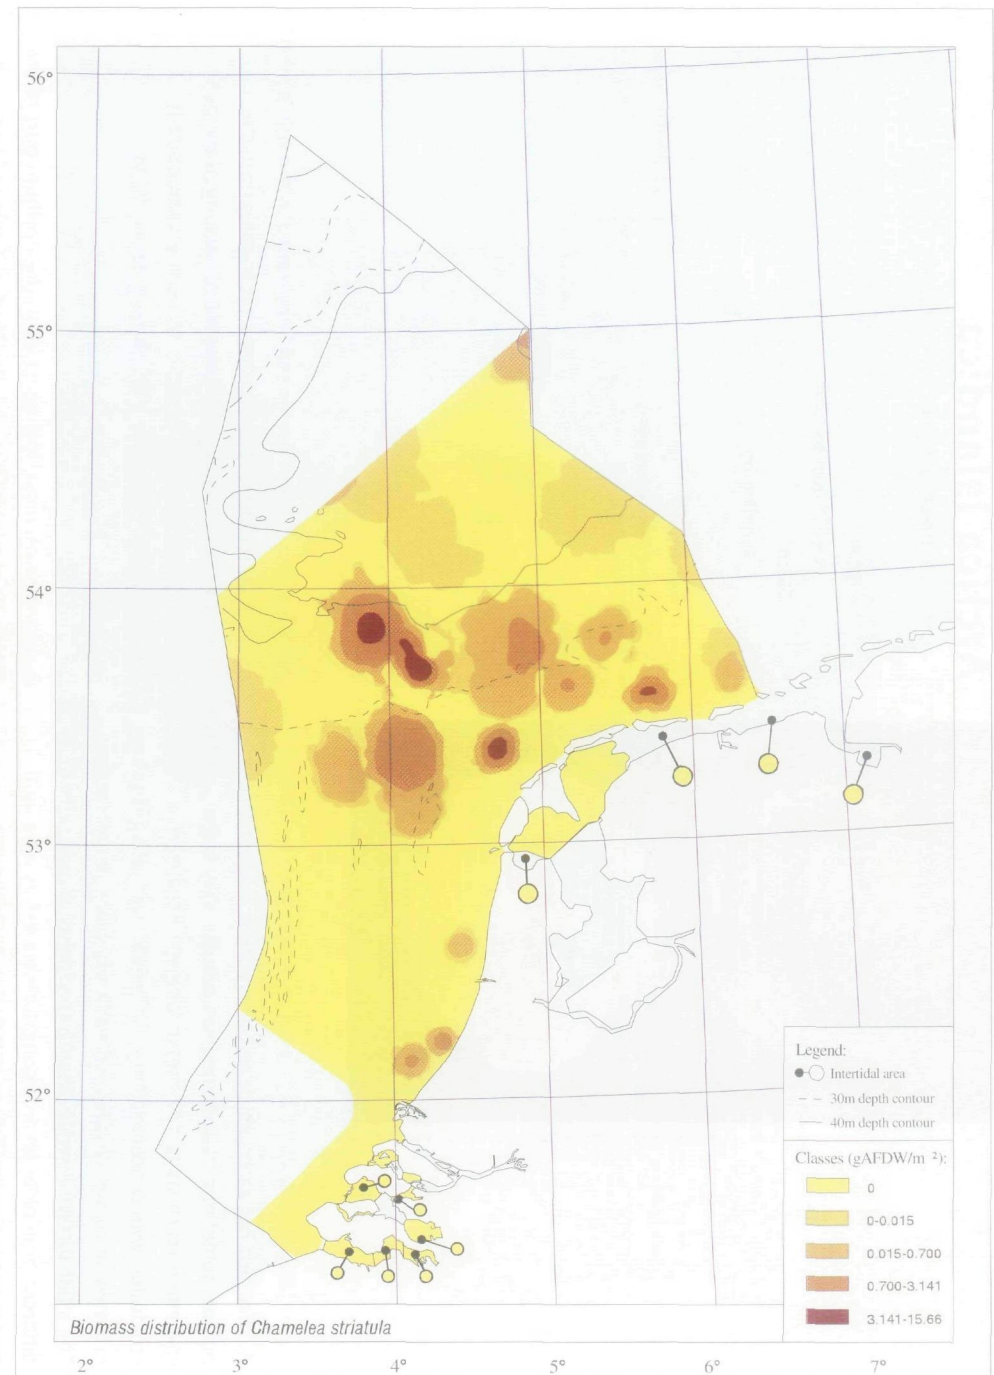 56°
55°
54°
53°
52°
Legend:
Intertidal area
30m depth contour
40m depth contour
Classes (gAFDW/m ²):
0
0-0.015
0.015-0.700
0.700-3.141
3.141-15.66
Biomass distribution of Chamelea striatula
2° 3° 4° 5° 6° 7°